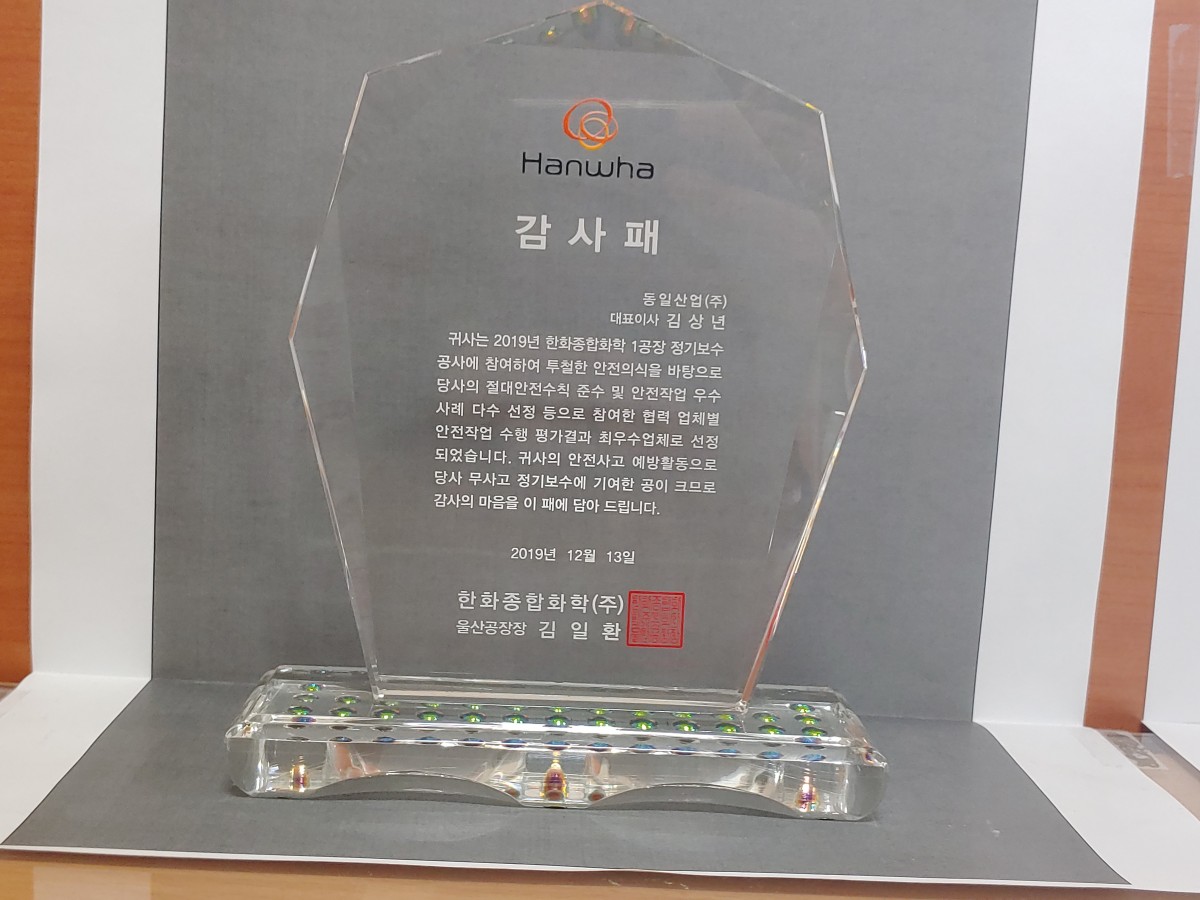 Hanwha
감사패
동일산업(주)
대표이사 김상년
귀사는 2019년 한화종합화학 1공장 정기보수
공사에 참여하여 투철한 안전의식을 바탕으로
당사의 절대안전수칙 준수 및 안전작업 우수
사례 다수 선정 등으로 참여한 협력 업체별
안전작업 수행 평가결과 최우수업체로 선정
되었습니다. 귀사의 안전사고 예방활동으로
당사 무사고 정기보수에 기여한 공이 크므로
감사의 마음을 이 패에 담아 드립니다.
2019년 12월 13일
한화종합화학(주)
울산공장장 김일환